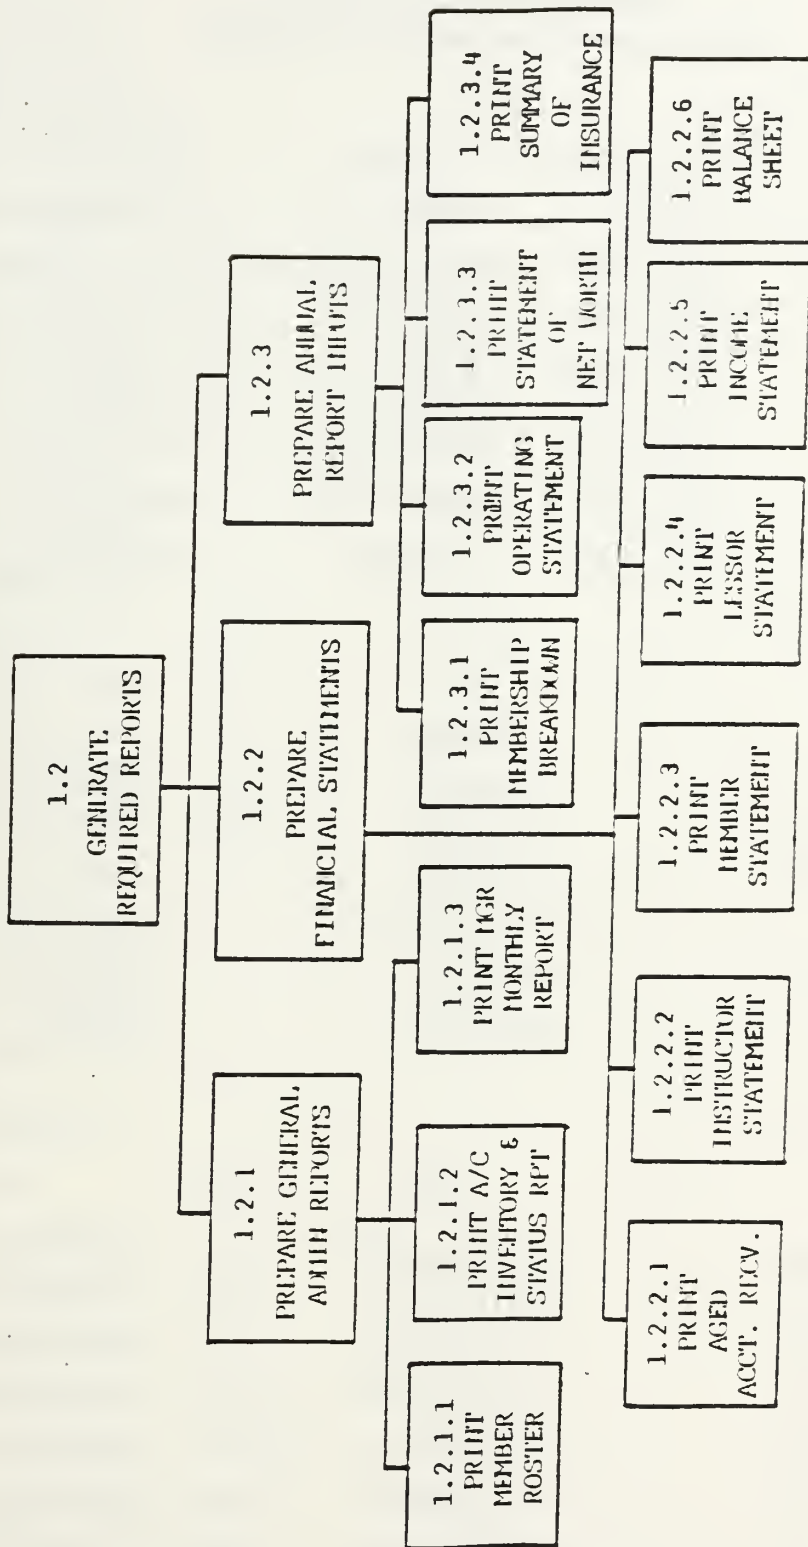 1.2
GENERATE
REQUIRED REPORTS
1.2.1
PREPARE GENERAL
ADMIN REPORTS
1.2.2
PREPARE
FINANCIAL STATEMENTS
1.2.3
PREPARE ANNUAL
REPORT INPUTS
1.2.1.1
PRINT
MEMBER
ROSTER
1.2.1.2
PRINT A/C
INVENTORY &
STATUS RPT
1.2.1.3
PRINT MGR
MONTHLY
REPORT
1.2.3.1
PRINT
MEMBERSHIP
BREAKDOWN
1.2.3.2
PRINT
OPERATING
STATEMENT
1.2.3.3
PRINT
STATEMENT
OF
NET WORTH
1.2.3.4
PRINT
SUMMARY
OF
INSURANCE
1.2.2.1
PRINT
AGED
ACCT. RECV.
1.2.2.2
PRINT
INSTRUCTOR
STATEMENT
1.2.2.3
PRINT
MEMBER
STATEMENT
1.2.2.4
PRINT
LESSOR
STATEMENT
1.2.2.5
PRINT
INCOME
STATEMENT
1.2.2.6
PRINT
BALANCE
SHEET